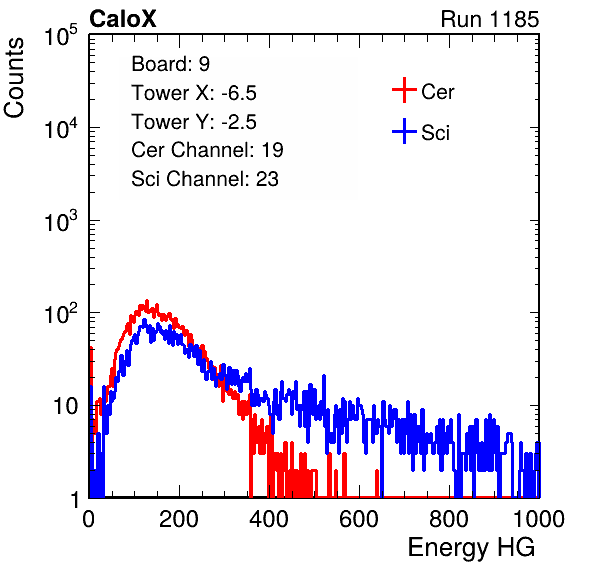 CaloX Run 1185
Counts
10^5
10^4
10^3
10^2
10
1
Board: 9
Tower X: -6.5
Tower Y: -2.5
Cer Channel: 19
Sci Channel: 23
Cer
Sci
0 200 400 600 800 1000
Energy HG